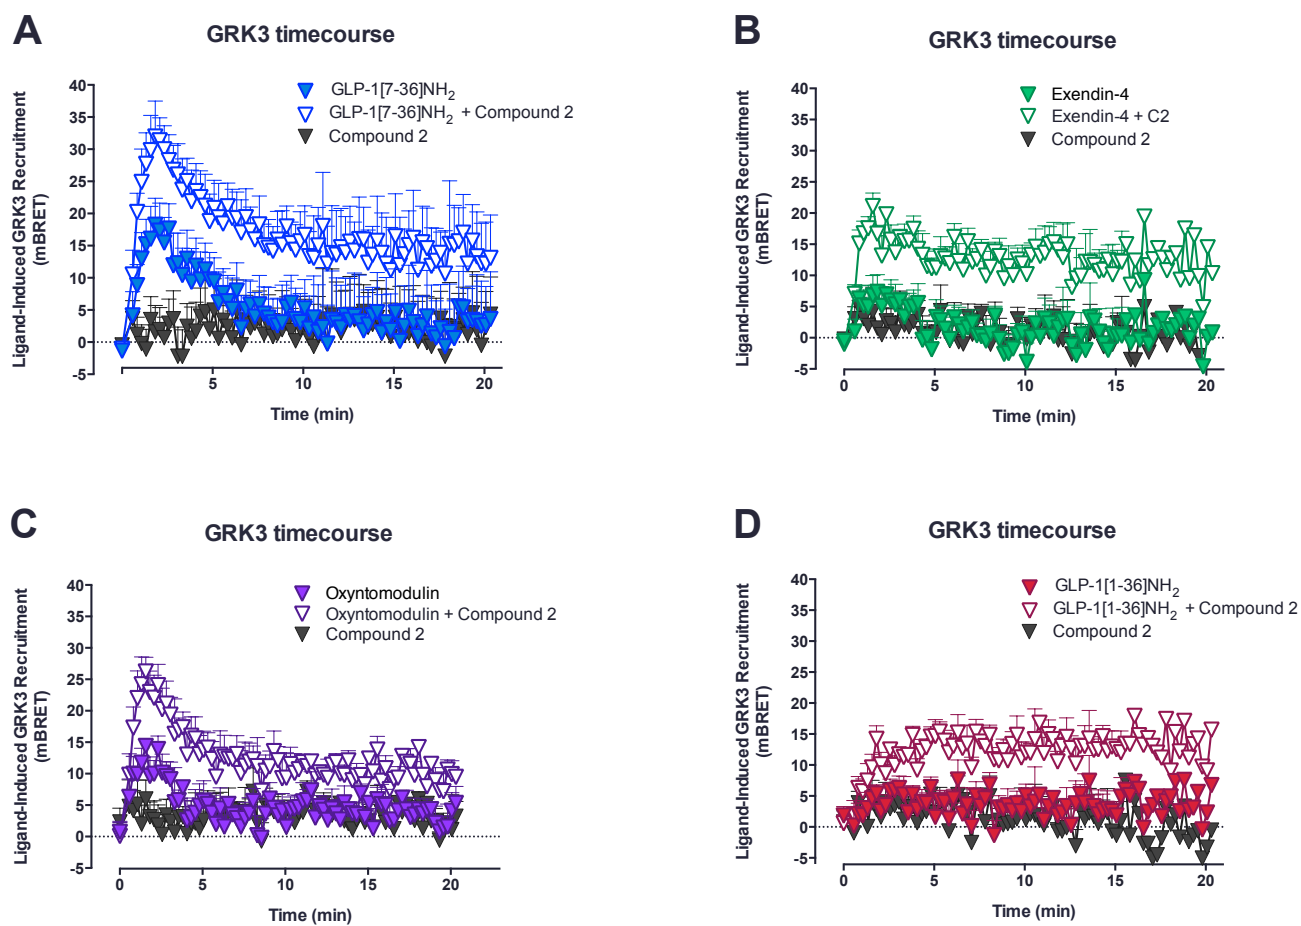 A
GRK3 timecourse
GLP-1[7-36]NH2
GLP-1[7-36]NH2 + Compound 2
Compound 2
Ligand-Induced GRK3 Recruitment
(mBRET)
40
35
30
25
20
15
10
5
0
-5
5
10
15
20
Time (min)
B
GRK3 timecourse
Exendin-4
Exendin-4 + C2
Compound 2
Ligand-Induced GRK3 Recruitment
(mBRET)
40
35
30
25
20
15
10
5
0
-5
0
5
10
15
20
Time (min)
C
GRK3 timecourse
Oxyntomodulin
Oxyntomodulin + Compound 2
Compound 2
Ligand-Induced GRK3 Recruitment
(mBRET)
40
35
30
25
20
15
10
5
0
-5
0
5
10
15
20
Time (min)
D
GRK3 timecourse
GLP-1[1-36]NH2
GLP-1[1-36]NH2 + Compound 2
Compound 2
Ligand-Induced GRK3 Recruitment
(mBRET)
40
35
30
25
20
15
10
5
0
-5
0
5
10
15
20
Time (min)